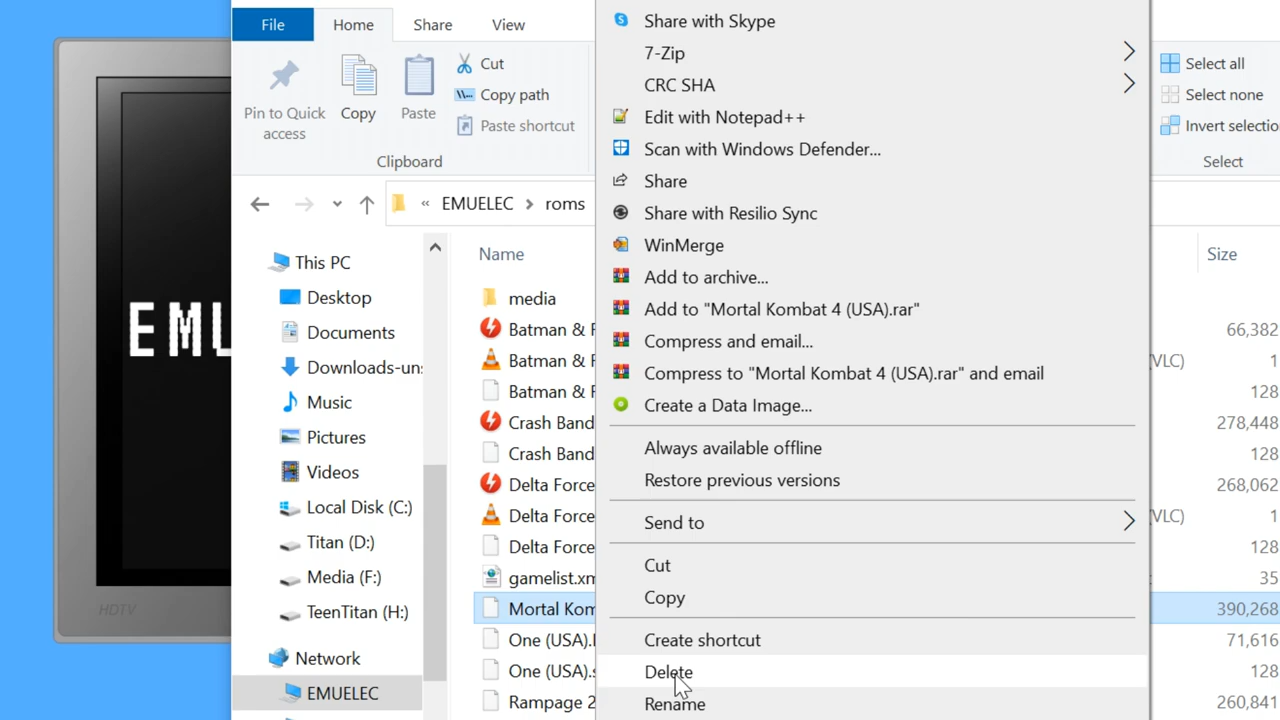 File
Home
Share
View
Pin to Quick
access
Copy
Paste
Cut
Copy path
Paste shortcut
Clipboard
Select all
Select none
Invert selectio
Select
« EMUELEC > roms
This PC
Desktop
Documents
Downloads-uns
Music
Pictures
Videos
Local Disk (C:)
Titan (D:)
Media (F:)
TeenTitan (H:)
Network
EMUELEC
Name
Size
media
Batman & 
66,382
Batman & 
(VLC)
1
Batman & 
128
Crash Band
278,448
Crash Band
128
Delta Force
268,062
Delta Force
(VLC)
1
Delta Force
128
gamelist.xm
35
Mortal Kom
390,268
One (USA).
71,616
One (USA).s
128
Rampage 2
260,841
Share with Skype
7-Zip
CRC SHA
Edit with Notepad++
Scan with Windows Defender...
Share
Share with Resilio Sync
WinMerge
Add to archive...
Add to "Mortal Kombat 4 (USA).rar"
Compress and email...
Compress to "Mortal Kombat 4 (USA).rar" and email
Create a Data Image...
Always available offline
Restore previous versions
Send to
Cut
Copy
Create shortcut
Delete
Rename
EMU
HDTV